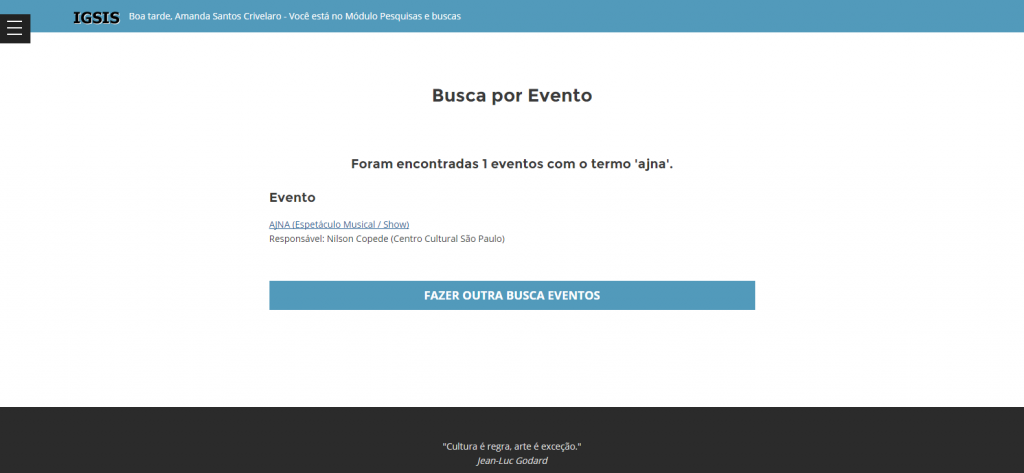 IGSIS Boa tarde, Amanda Santos Crivelaro - Você está no Módulo Pesquisas e buscas
Busca por Evento
Foram encontradas 1 eventos com o termo 'ajna'.
Evento
AJNA (Espetáculo Musical / Show)
Responsável: Nilson Copede (Centro Cultural São Paulo)
FAZER OUTRA BUSCA EVENTOS
"Cultura é regra, arte é exceção."
Jean-Luc Godard